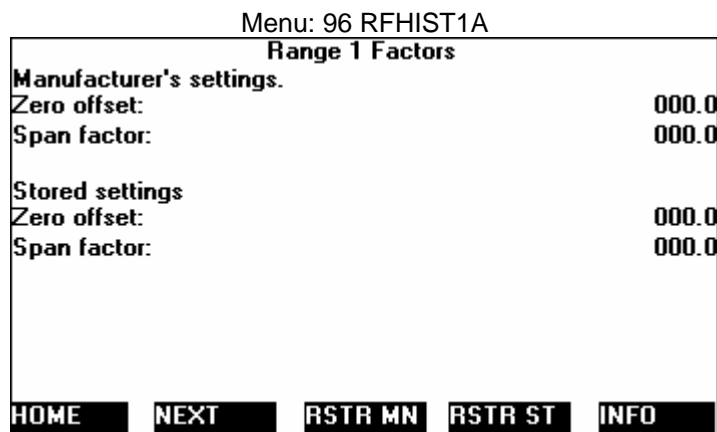 Menu: 96 RFHIST1A
Range 1 Factors
Manufacturer's settings.
Zero offset: 000.0
Span factor: 000.0
Stored settings
Zero offset: 000.0
Span factor: 000.0
HOME NEXT RSTR MN RSTR ST INFO